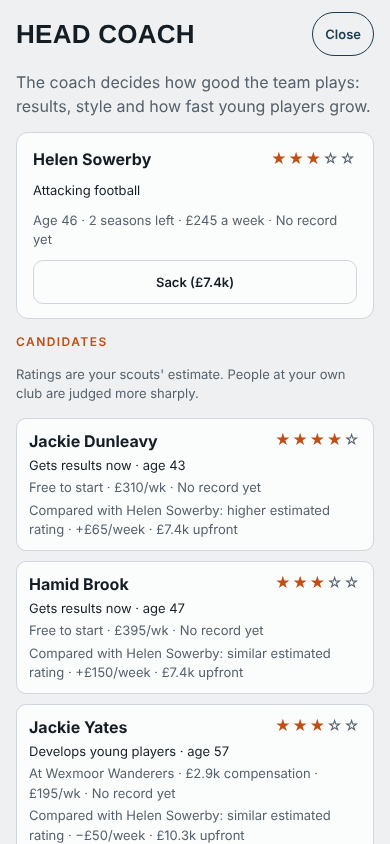 HEAD COACH
Close
The coach decides how good the team plays:
results, style and how fast young players grow.
Helen Sowerby
★★★☆☆
Attacking football
Age 46 · 2 seasons left · £245 a week · No record
yet
Sack (£7.4k)
CANDIDATES
Ratings are your scouts' estimate. People at your own
club are judged more sharply.
Jackie Dunleavy
★★★★☆
Gets results now · age 43
Free to start · £310/wk · No record yet
Compared with Helen Sowerby: higher estimated
rating · +£65/week · £7.4k upfront
Hamid Brook
★★★☆☆
Gets results now · age 47
Free to start · £395/wk · No record yet
Compared with Helen Sowerby: similar estimated
rating · +£150/week · £7.4k upfront
Jackie Yates
★★★☆☆
Develops young players · age 57
At Wexmoor Wanderers · £2.9k compensation ·
£195/wk · No record yet
Compared with Helen Sowerby: similar estimated
rating · −£50/week · £10.3k upfront